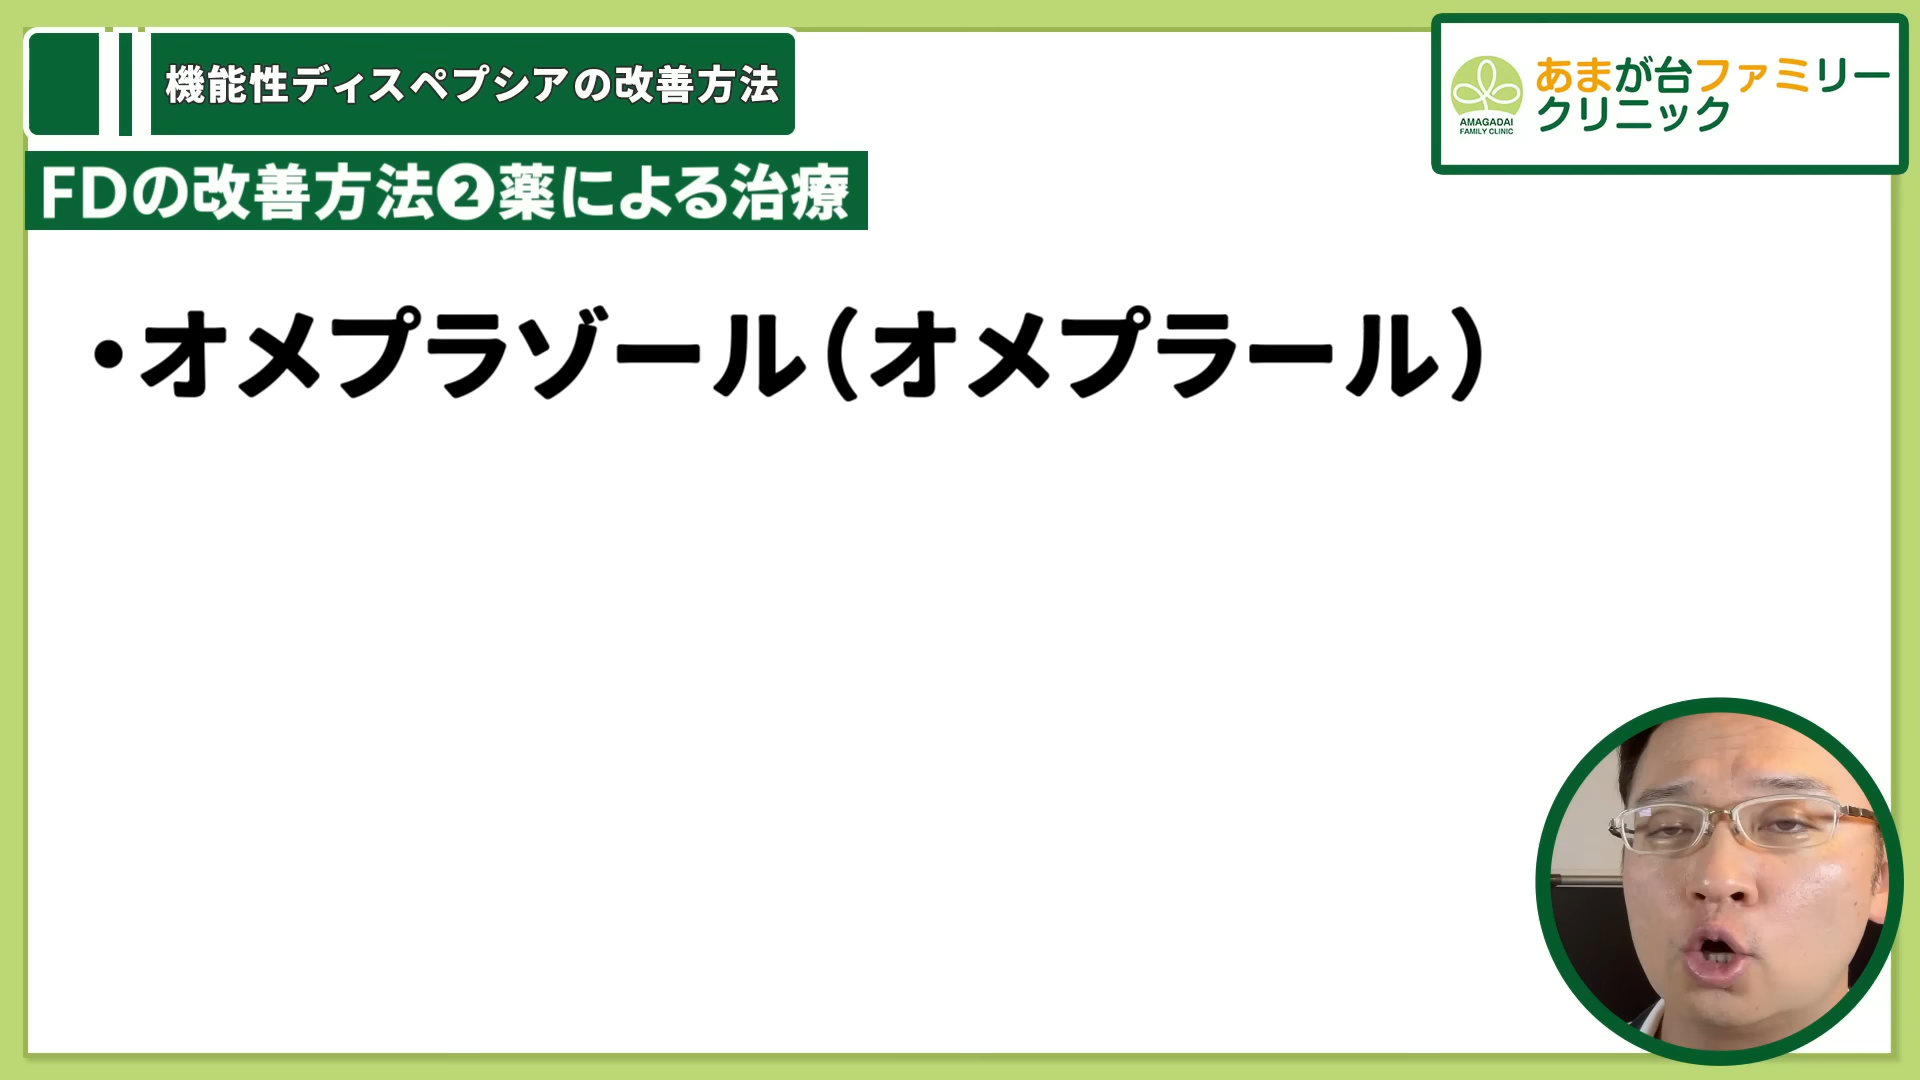 機能性ディスペプシアの改善方法
あまが台ファミリー
クリニック
AMAGADAI
FAMILY CLINIC
FDの改善方法❷薬による治療
・オメプラゾール（オメプラール）